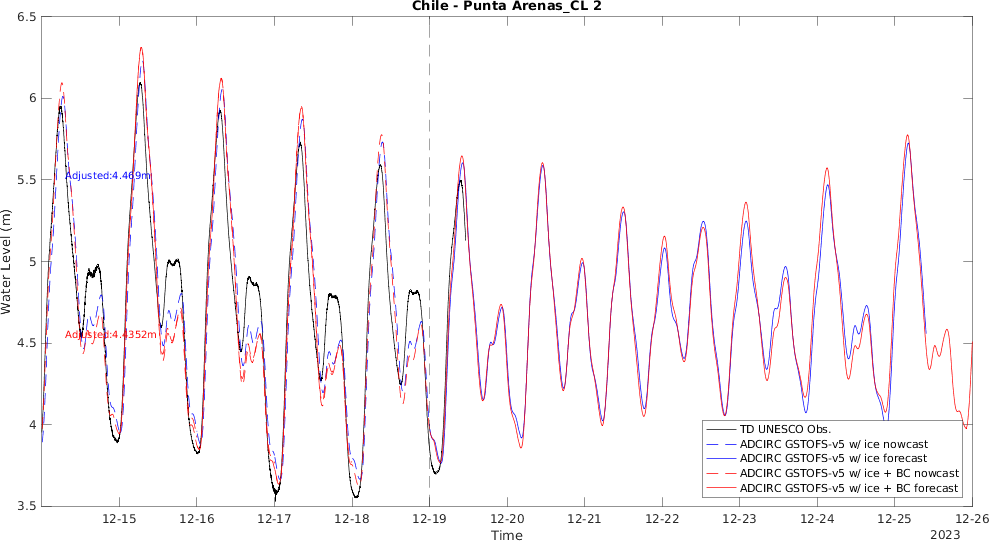 Chile - Punta Arenas_CL 2
6.5
6
5.5
5
4.5
4
3.5
Water Level (m)
Adjusted:4.469m
Adjusted:4.4352m
TD UNESCO Obs.
ADCIRC GSTOFS-v5 w/ ice nowcast
ADCIRC GSTOFS-v5 w/ ice forecast
ADCIRC GSTOFS-v5 w/ ice + BC nowcast
ADCIRC GSTOFS-v5 w/ ice + BC forecast
12-15 12-16 12-17 12-18 12-19 12-20 12-21 12-22 12-23 12-24 12-25 12-26
Time
2023